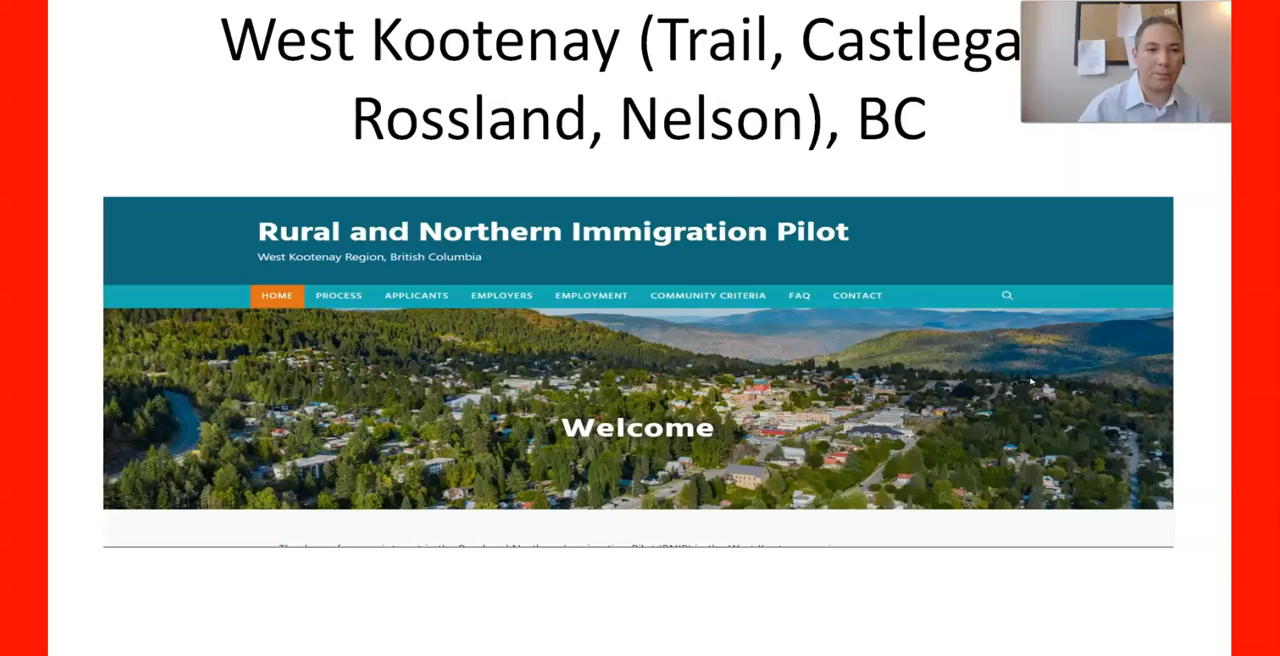 West Kootenay (Trail, Castlega
Rossland, Nelson), BC
Rural and Northern Immigration Pilot
West Kootenay Region, British Columbia
HOME PROCESS APPLICANTS EMPLOYERS EMPLOYMENT COMMUNITY CRITERIA FAQ CONTACT
Welcome